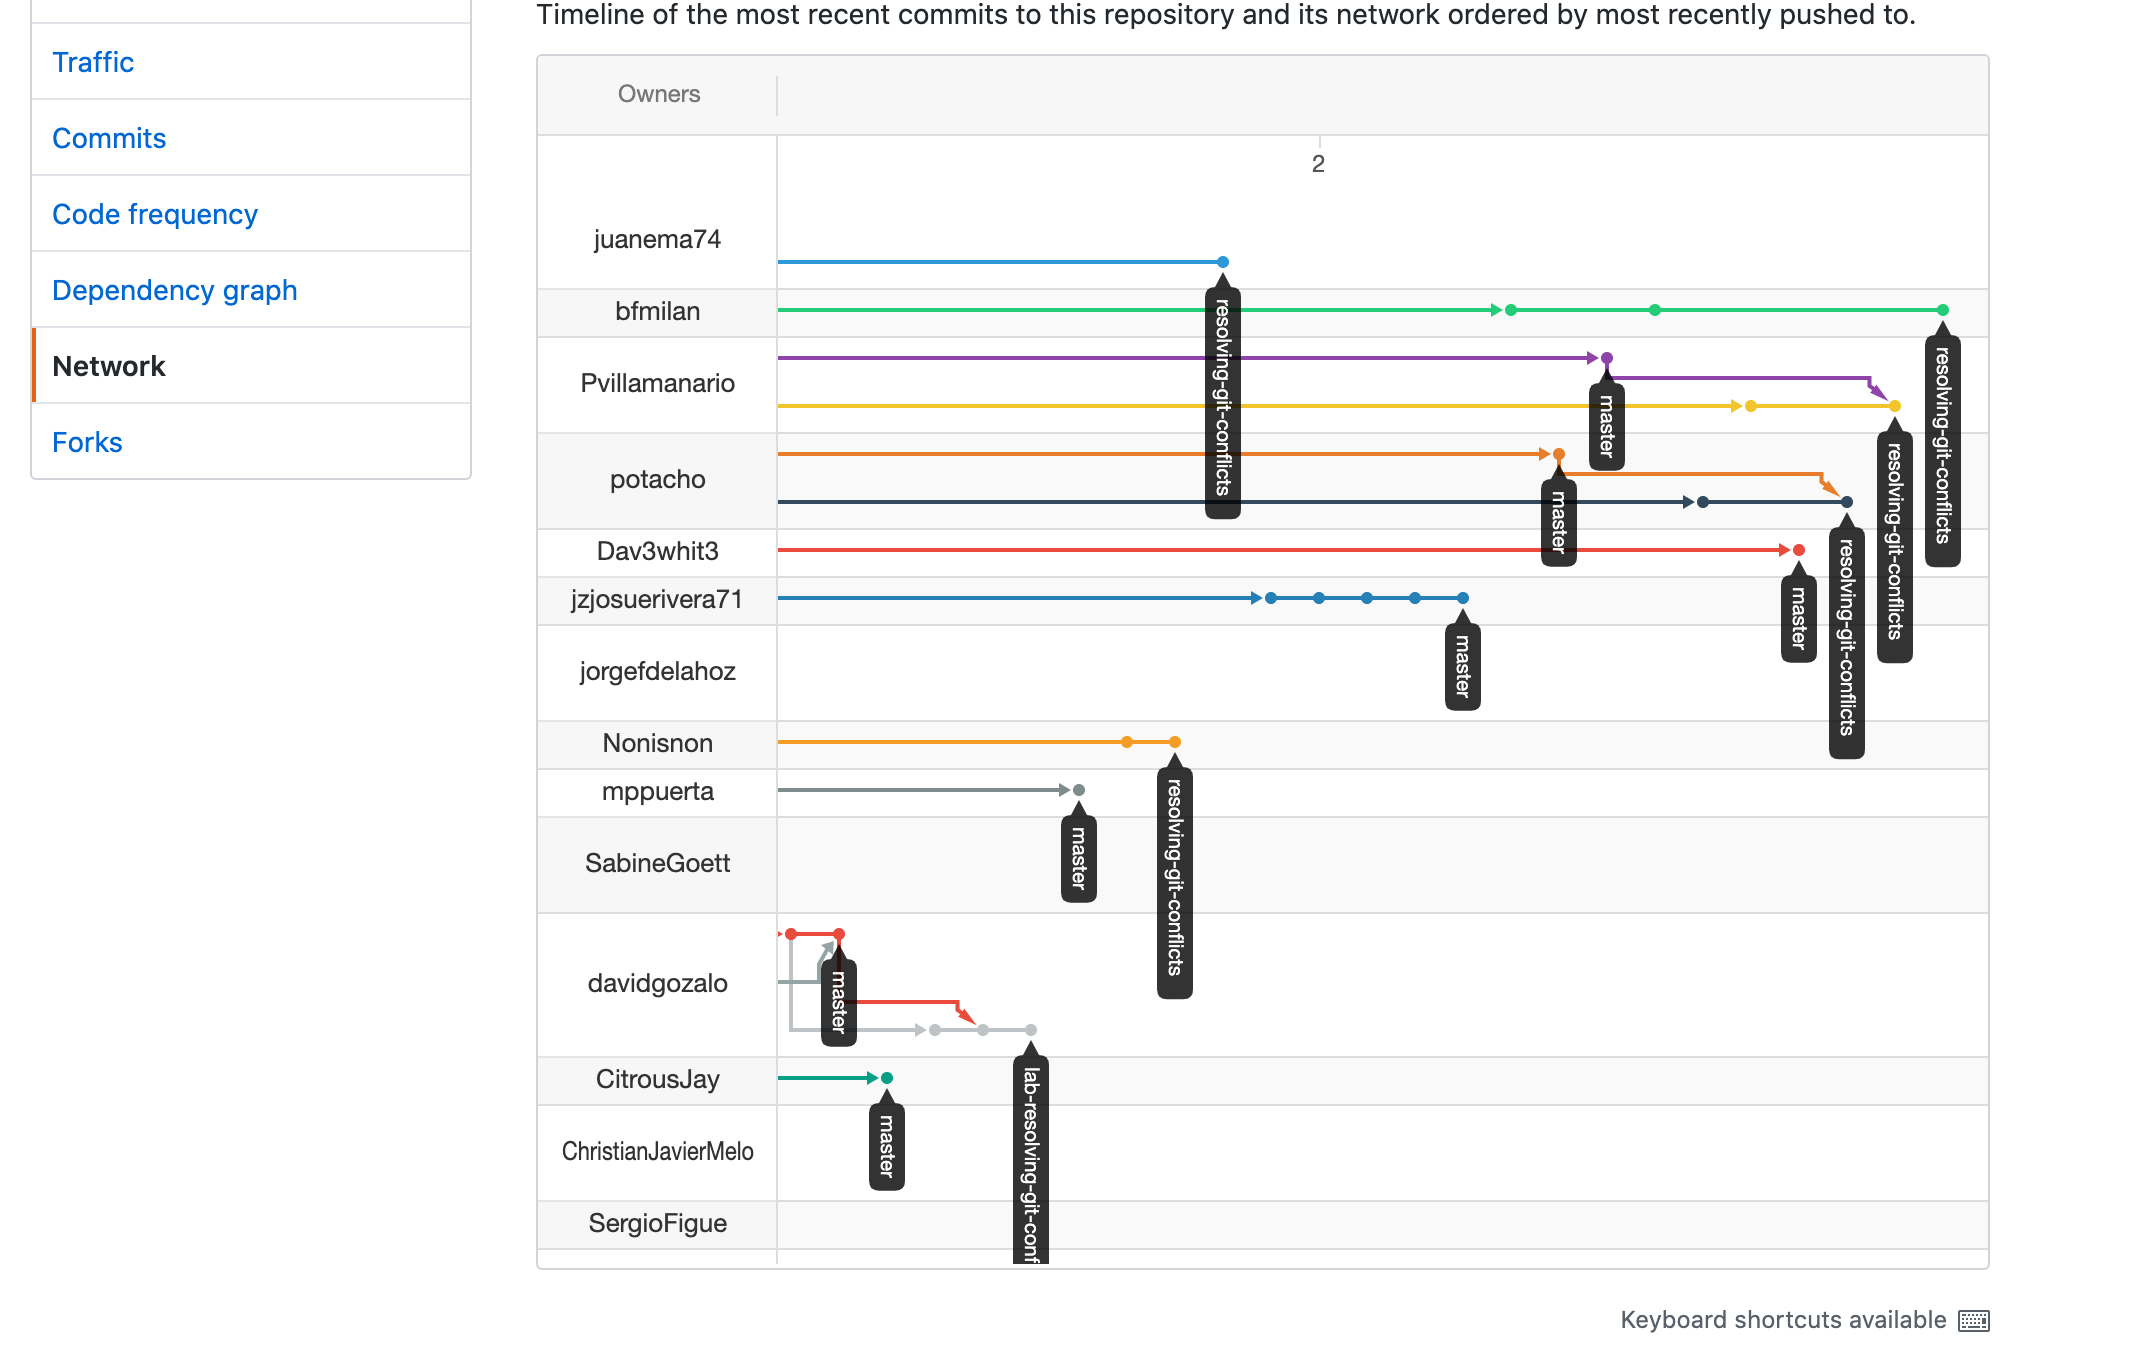 Timeline of the most recent commits to this repository and its network ordered by most recently pushed to.
Traffic
Commits
Code frequency
Dependency graph
Network
Forks
Owners
2
juanema74
bfmilan
Pvillamanario
potacho
Dav3whit3
jzjosuerivera71
jorgefdelahoz
Nonisnon
mppuerta
SabineGoett
davidgozalo
CitrousJay
ChristianJavierMelo
SergioFigue
resolving-git-conflicts
resolving-git-conflicts
master
resolving-git-conflicts
master
resolving-git-conflicts
master
master
resolving-git-conflicts
master
master
lab-resolving-git-conf
master
Keyboard shortcuts available